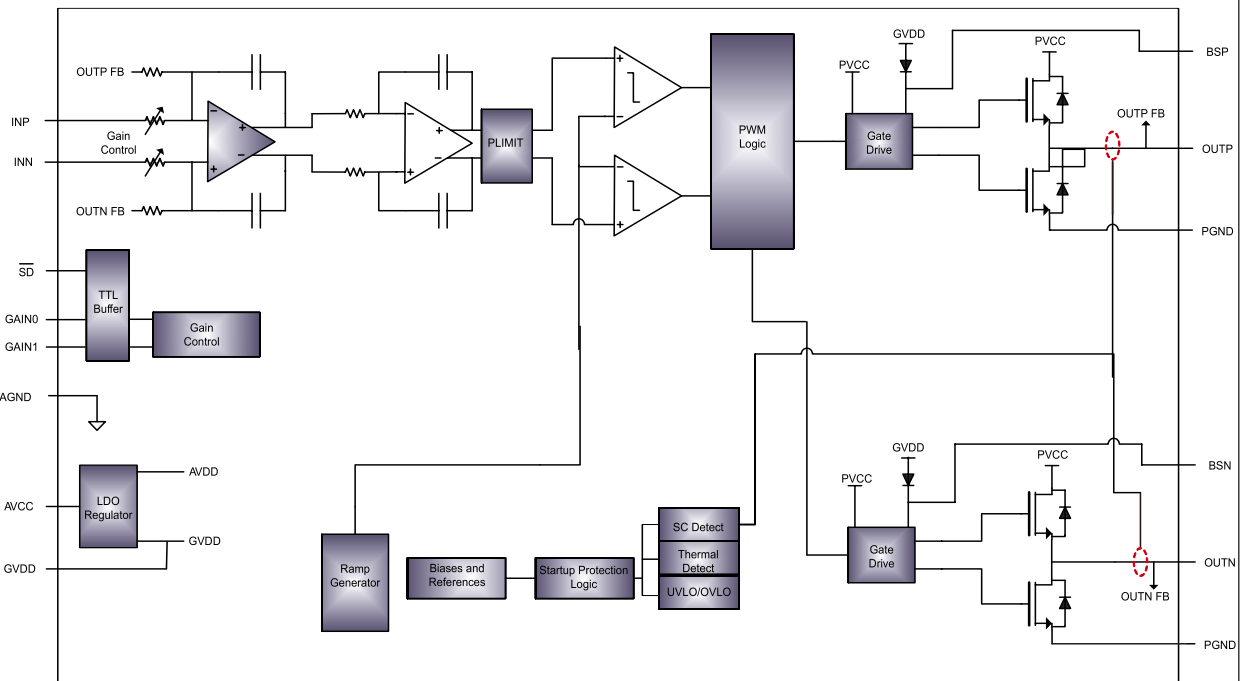 GVDD
PVCC
BSP
PVCC
OUTP FB
INP
Gain
Control
INN
OUTN FB
PLIMIT
PWM
Logic
Gate
Drive
OUTP FB
OUTP
PGND
SD
TTL
Buffer
GAIN0
GAIN1
Gain
Control
AGND
AVCC
LDO
Regulator
AVDD
GVDD
GVDD
Ramp
Generator
Biases and
References
Startup Protection
Logic
SC Detect
Thermal
Detect
UVLO/OVLO
GVDD
PVCC
PVCC
BSN
Gate
Drive
OUTN
OUTN FB
PGND